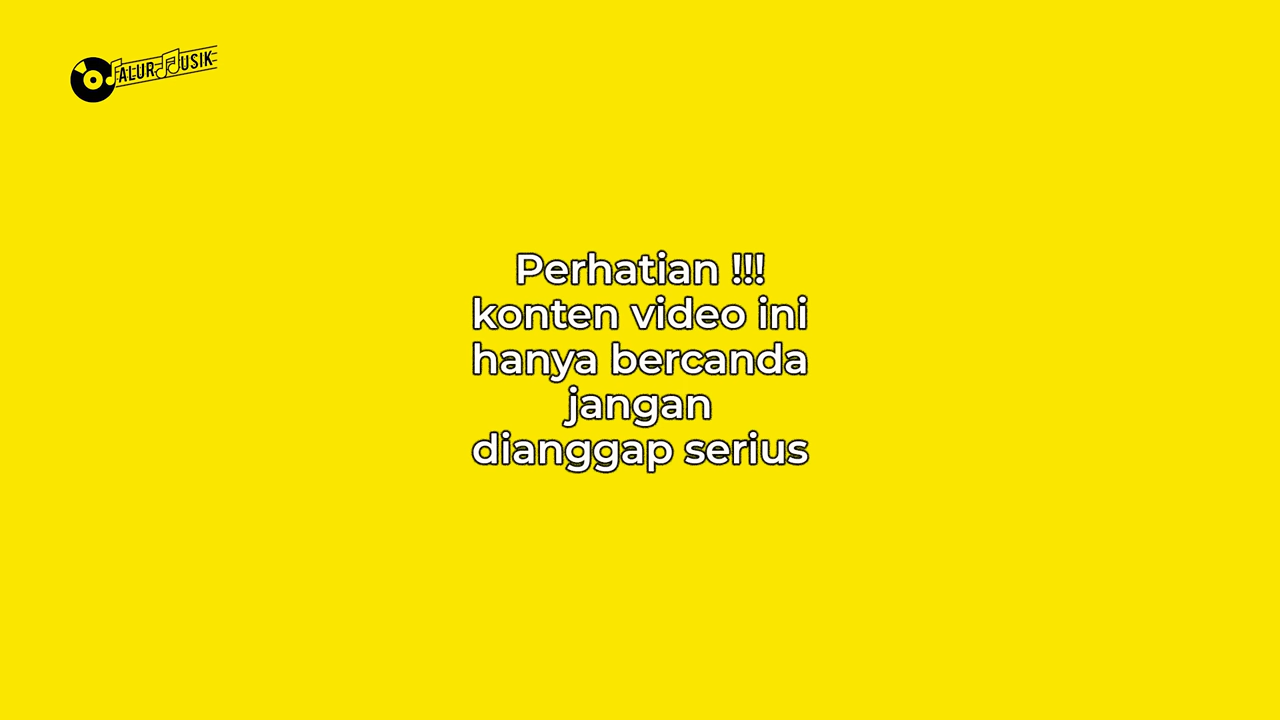 ALUR MUSIK
Perhatian !!!
konten video ini
hanya bercanda
jangan
dianggap serius